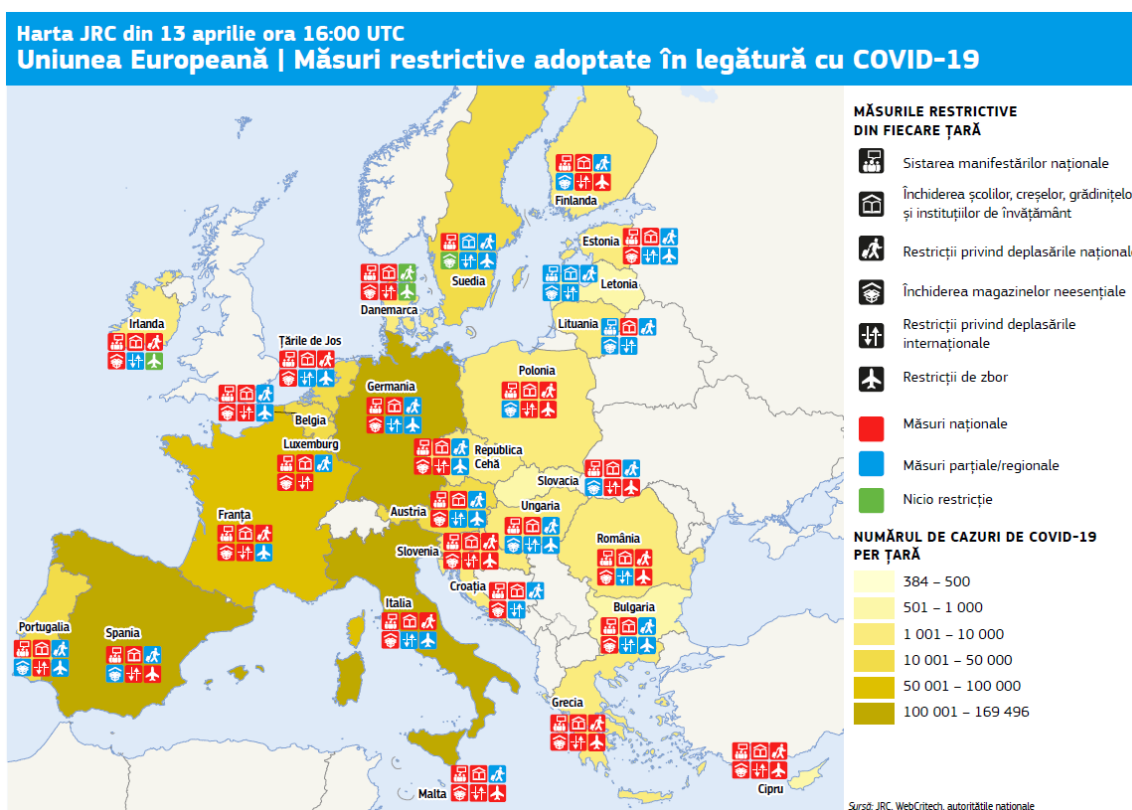 Harta JRC din 13 aprilie ora 16:00 UTC
Uniunea Europeană | Măsuri restrictive adoptate în legătură cu COVID-19
Finlanda
Estonia
Suedia
Letonia
Danemarca
Lituania
Irlanda
Țările de Jos
Germania
Polonia
Belgia
Luxemburg
Republica
Cehă
Slovacia
Ungaria
Austria
Franța
România
Slovenia
Croația
Italia
Bulgaria
Portugalia
Spania
Grecia
Malta
Cipru
MĂSURILE RESTRICTIVE
DIN FIECARE ȚARĂ
Sistarea manifestărilor naționale
Închiderea școlilor, creșelor, grădinițelo
și instituțiilor de învățământ
Restricții privind deplasările național
Închiderea magazinelor neesențiale
Restricții privind deplasările
internaționale
Restricții de zbor
Măsuri naționale
Măsuri parțiale/regionale
Nicio restricție
NUMĂRUL DE CAZURI DE COVID-19
PER ȚARĂ
384 – 500
501 – 1 000
1 001 – 10 000
10 001 – 50 000
50 001 – 100 000
100 001 – 169 496
Sursă: JRC, WebCritech, autoritățile naționale